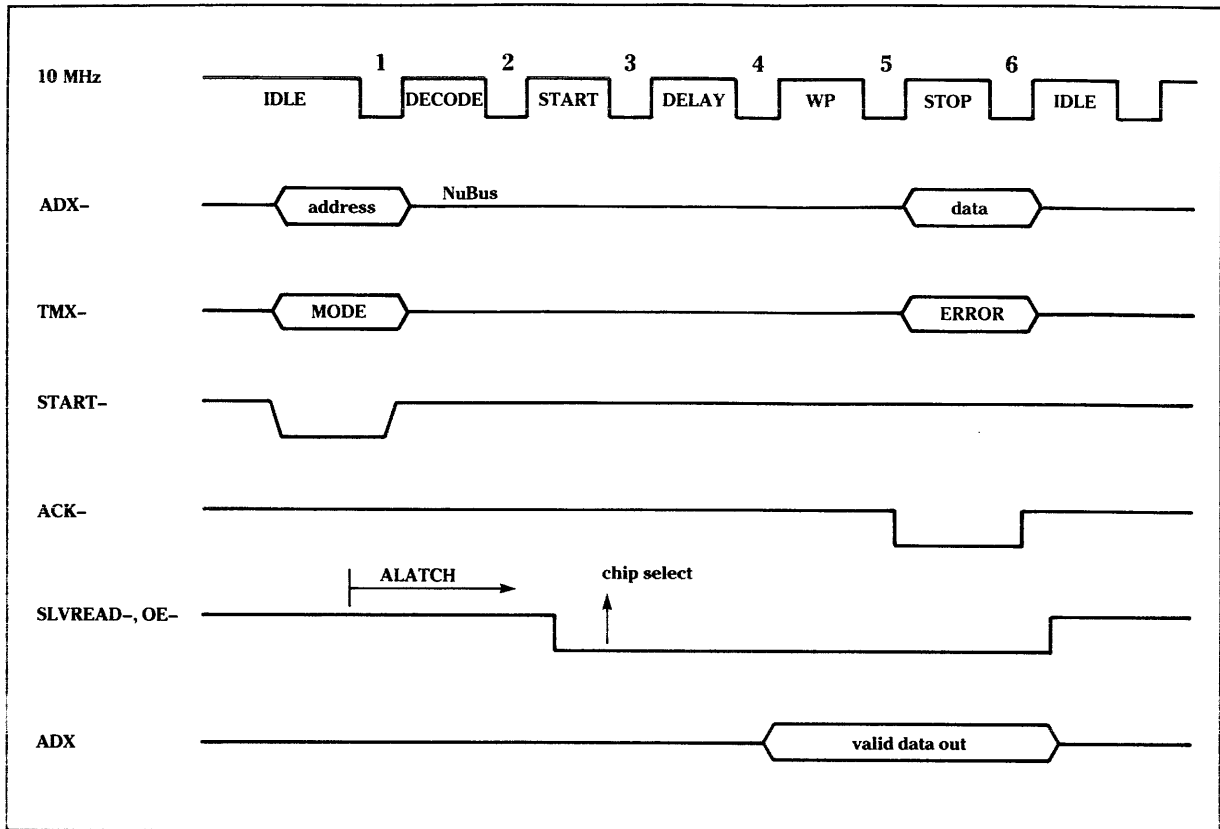 1 2 3 4 5 6
10 MHz
IDLE DECODE START DELAY WP STOP IDLE
NuBus
ADX– address data
TMX– MODE ERROR
START–
ACK–
ALATCH chip select
SLVREAD–, OE–
ADX valid data out